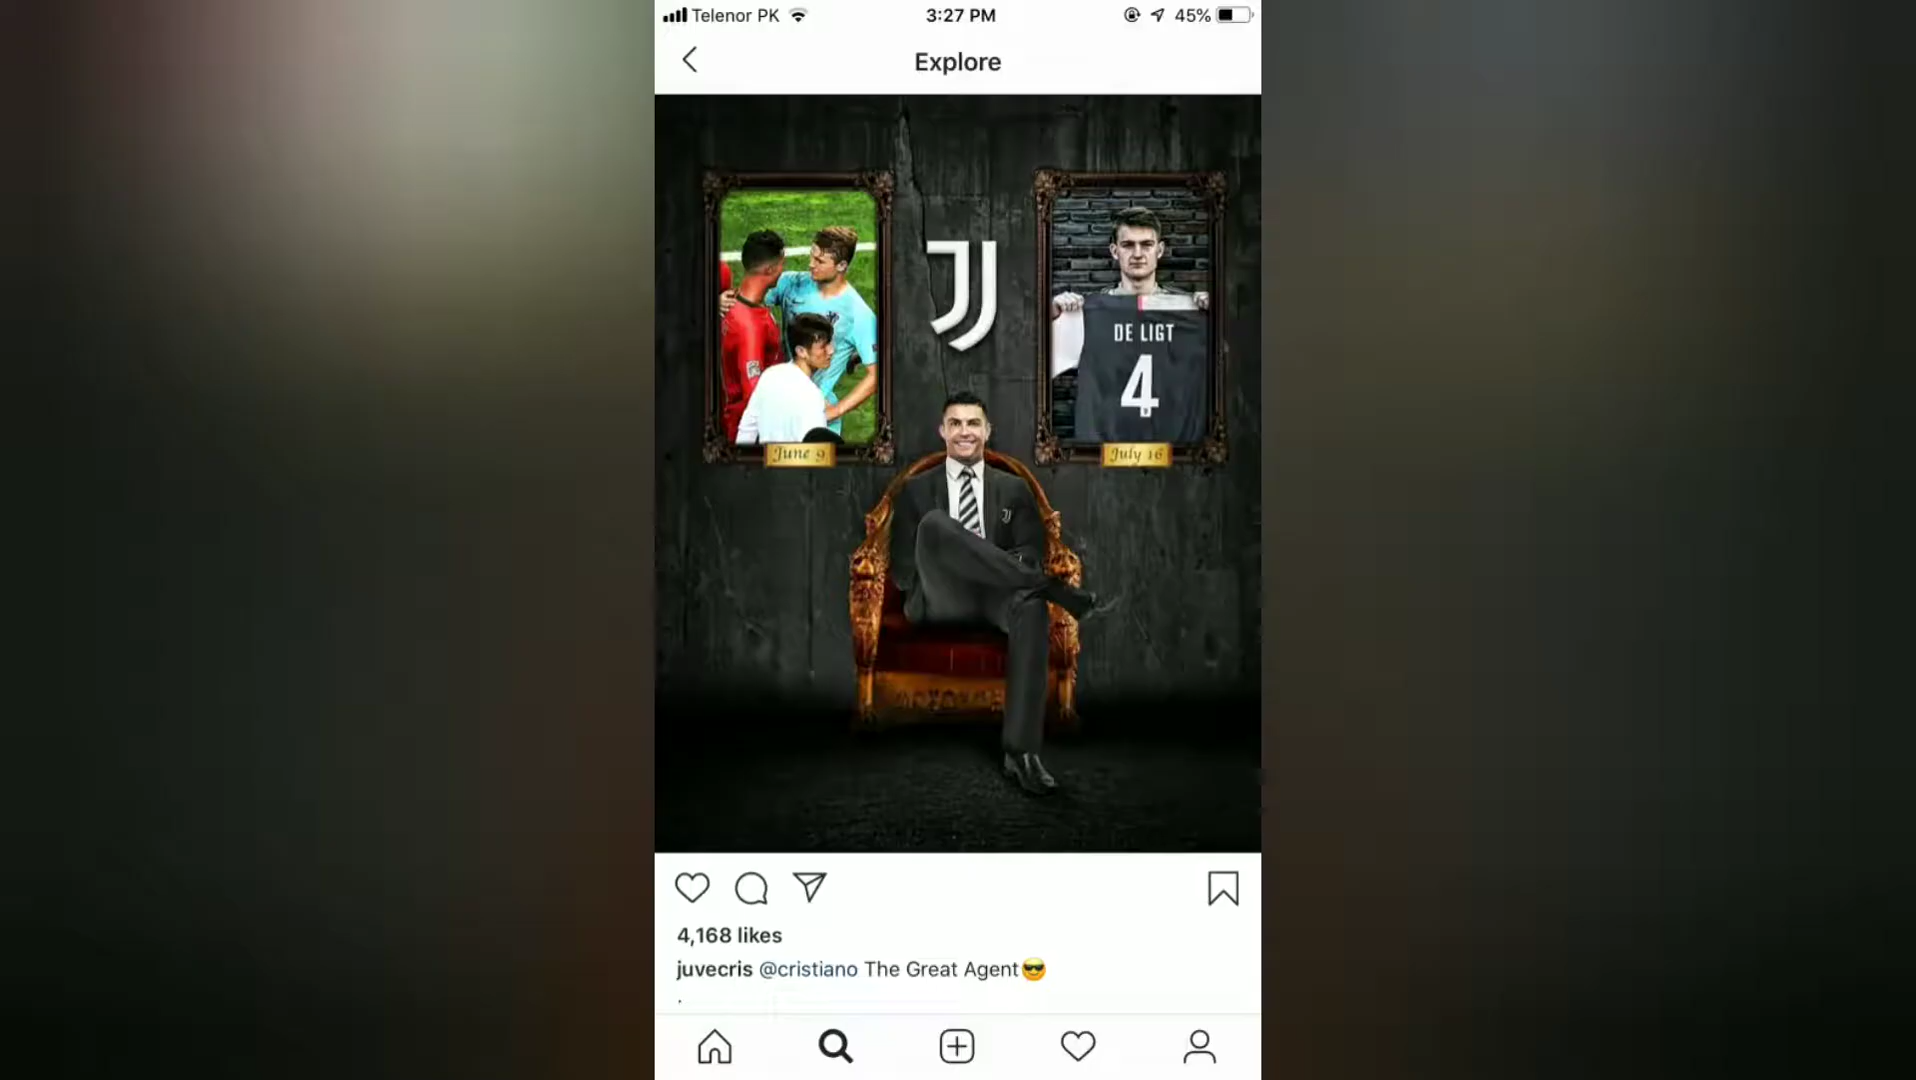 Telenor PK 3:27 PM 45%
Explore
DE LIGT
4
June 9
July 16
4,168 likes
juvecris @cristiano The Great Agent😎
.